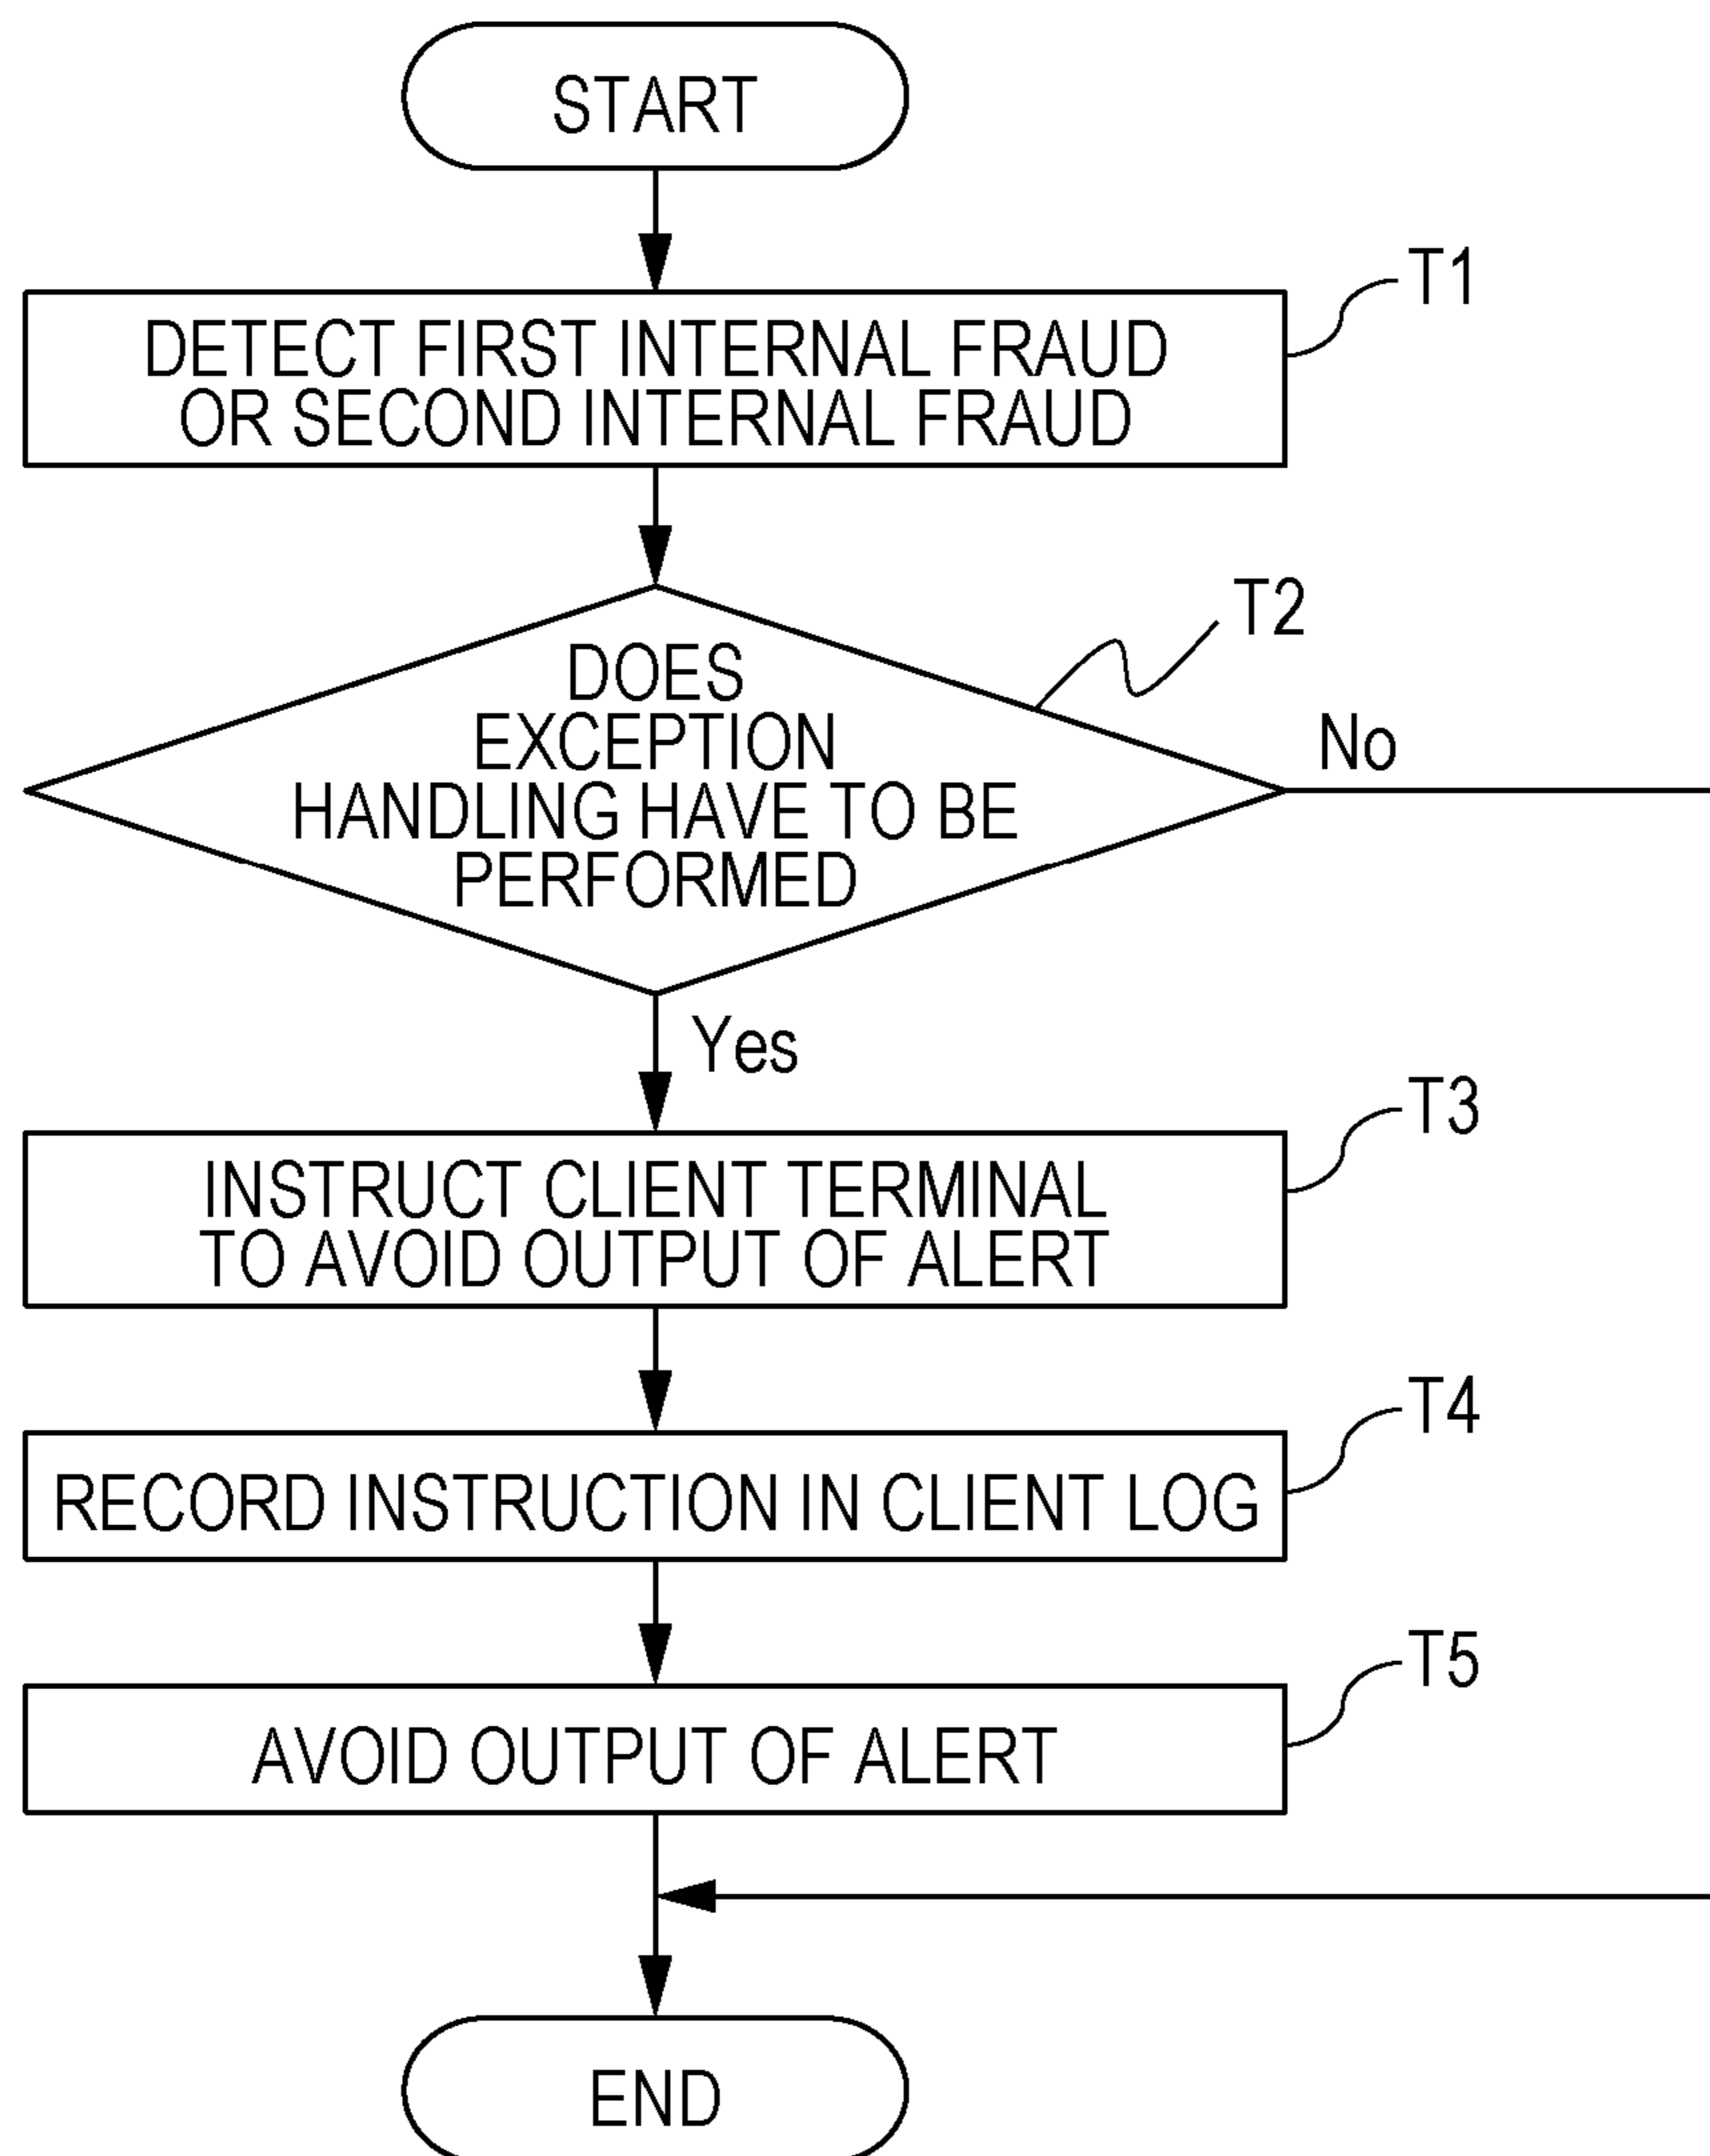 START
T1
DETECT FIRST INTERNAL FRAUD
OR SECOND INTERNAL FRAUD
T2
DOES
EXCEPTION
HANDLING HAVE TO BE
PERFORMED
No
Yes
T3
INSTRUCT CLIENT TERMINAL
TO AVOID OUTPUT OF ALERT
T4
RECORD INSTRUCTION IN CLIENT LOG
T5
AVOID OUTPUT OF ALERT
END